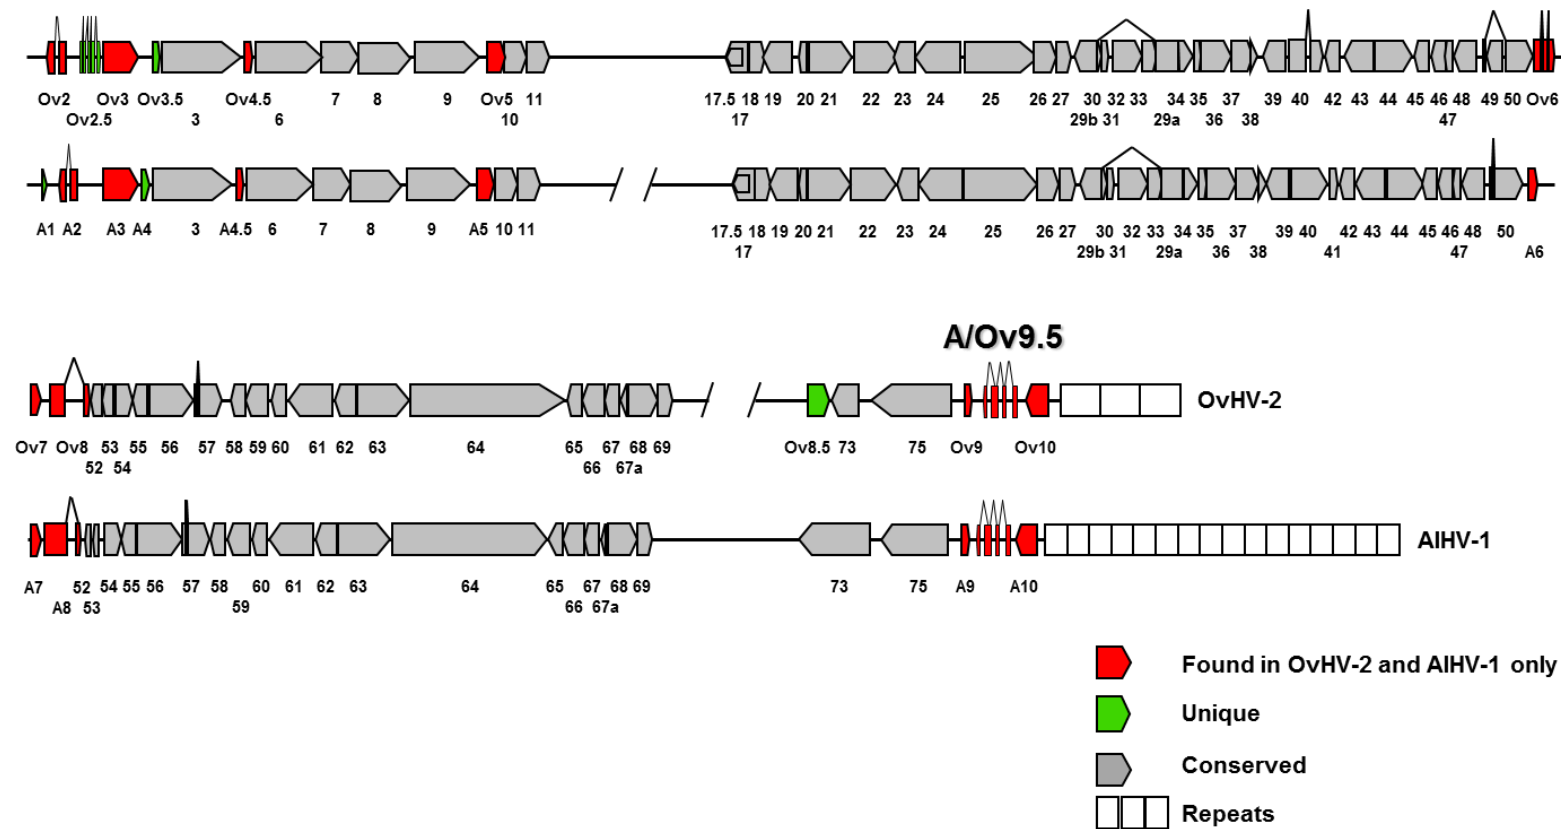 Ov2 Ov3 Ov3.5 Ov4.5 7 8 9 Ov5 11 17.5 18 19 20 21 22 23 24 25 26 27 30 32 33 34 35 37 39 40 42 43 44 45 46 48 49 50 Ov6
Ov2.5 3 6 10 17 29b 31 29a 36 38 47
A1 A2 A3 A4 3 A4.5 6 7 8 9 A5 10 11 17.5 18 19 20 21 22 23 24 25 26 27 30 32 33 34 35 37 39 40 42 43 44 45 46 48 50
17 29b 31 29a 36 38 41 47 A6
A/Ov9.5
OvHV-2
Ov7 Ov8 53 55 56 57 58 59 60 61 62 63 64 65 67 68 69 Ov8.5 73 75 Ov9 Ov10
52 54 66 67a
AlHV-1
A7 52 54 55 56 57 58 60 61 62 63 64 65 67 68 69 73 75 A9 A10
A8 53 59 66 67a
Found in OvHV-2 and AlHV-1 only
Unique
Conserved
Repeats